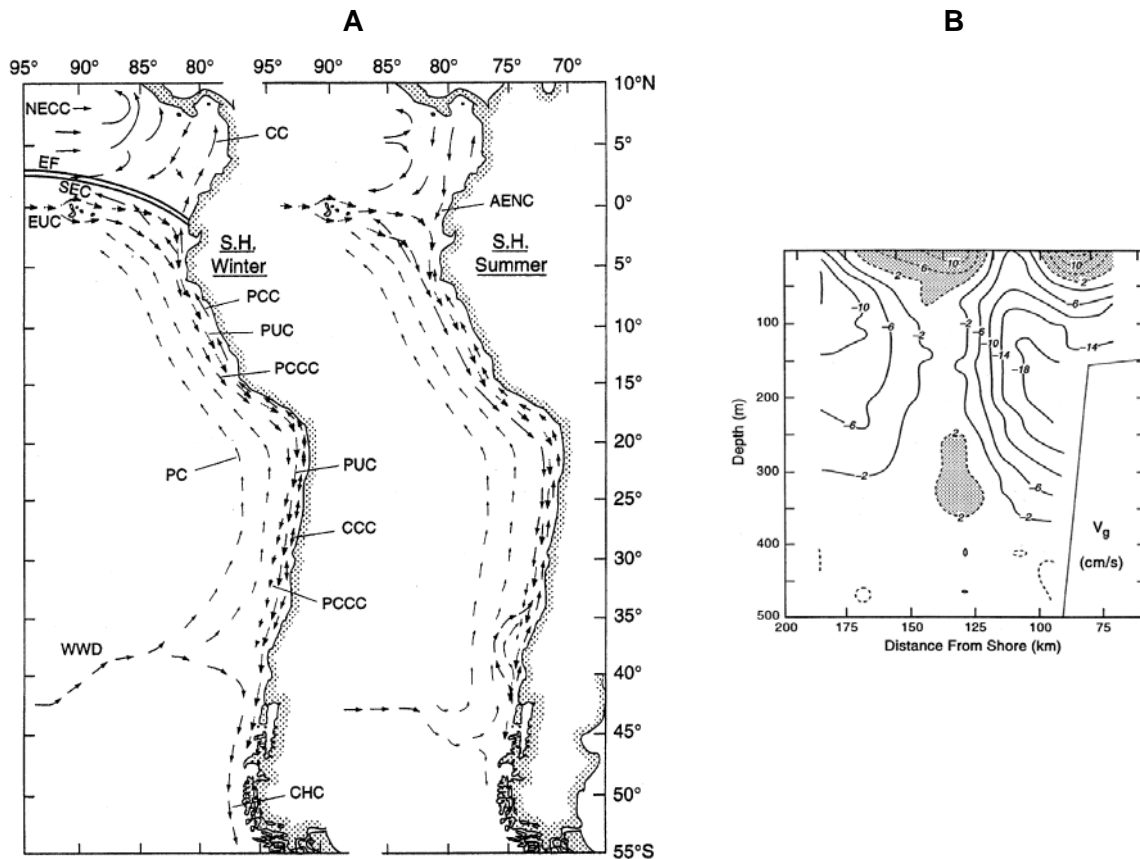 A
B
95° 90° 85° 80° 95° 90° 85° 80° 75° 70°
10°N
NECC
CC
5°
EF
SEC
AENC
0°
EUC
S.H.
Winter
S.H.
Summer
5°
PCC
PUC
10°
PCCC
15°
20°
PC
PUC
25°
CCC
30°
PCCC
35°
WWD
40°
45°
CHC
50°
55°S
2 6 10 10 6 2
-10 -6 -2 -2 -6 -10 -14 -6 -14
-18
-6
2
-2
2
-6
-2
100
200
300
400
500
Depth (m)
Vg
(cm/s)
200 175 150 125 100 75
Distance From Shore (km)